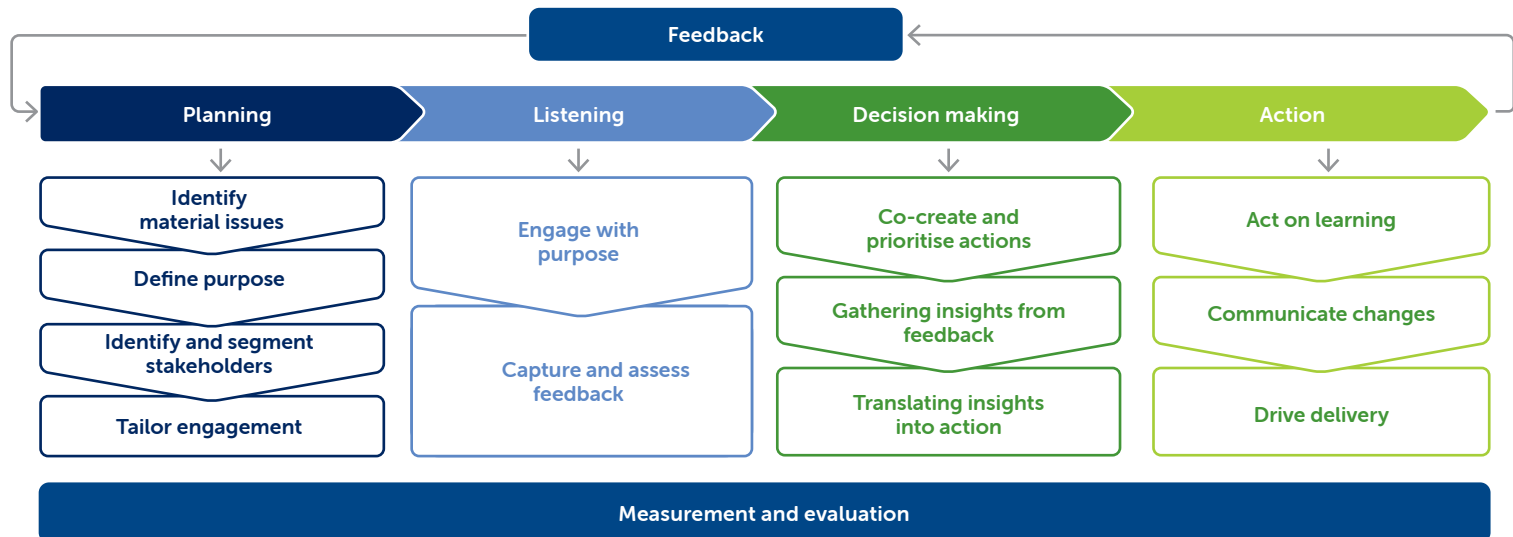 Feedback
Planning
Listening
Decision making
Action
Identify
material issues
Define purpose
Identify and segment
stakeholders
Tailor engagement
Engage with
purpose
Capture and assess
feedback
Co-create and
prioritise actions
Gathering insights from
feedback
Translating insights
into action
Act on learning
Communicate changes
Drive delivery
Measurement and evaluation